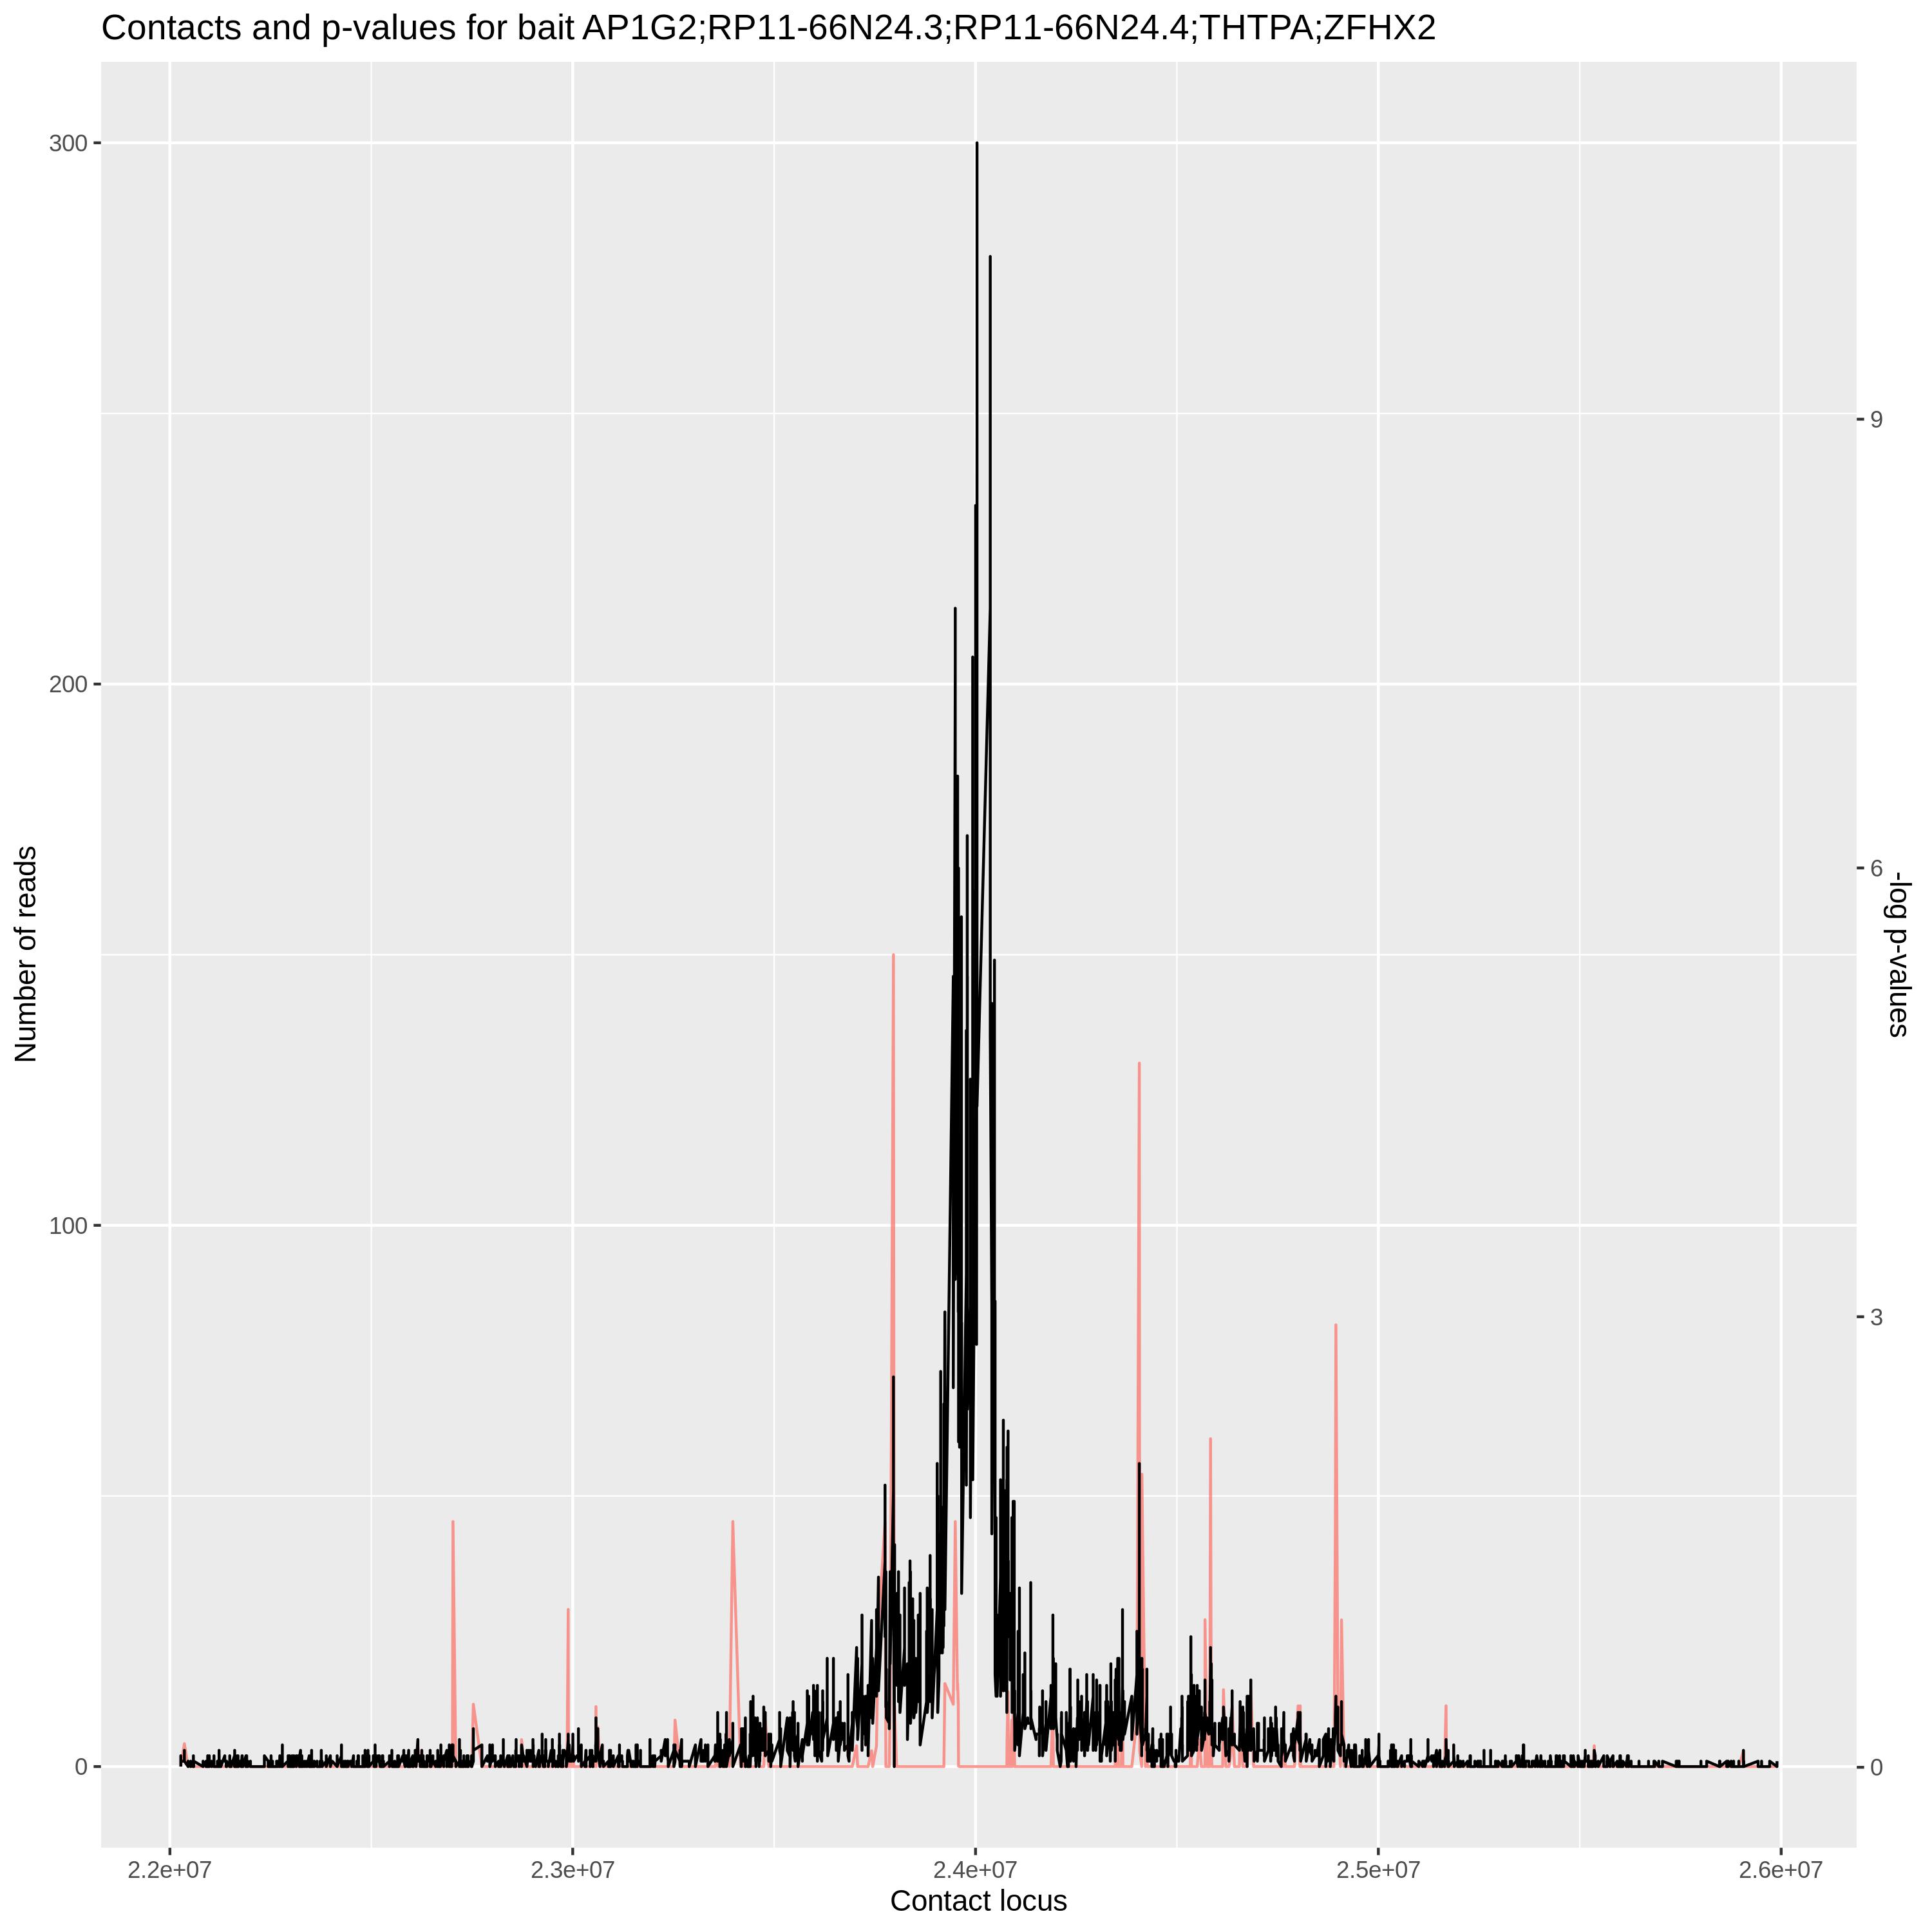 Contacts and p-values for bait AP1G2;RP11-66N24.3;RP11-66N24.4;THTPA;ZFHX2
300
200
100
0
Number of reads
9
6
3
0
-log p-values
2.2e+07
2.3e+07
2.4e+07
2.5e+07
2.6e+07
Contact locus